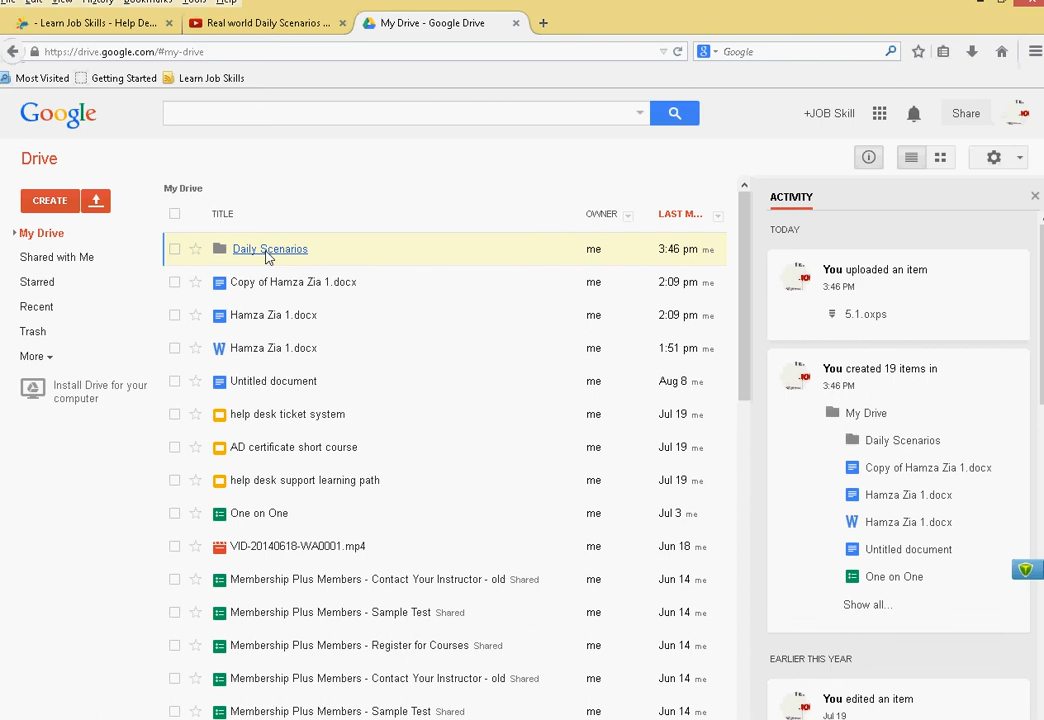 View History Bookmarks Tools Help
- Learn Job Skills - Help De... × Real world Daily Scenarios ... × My Drive - Google Drive × +
https://drive.google.com/#my-drive
Google
Most Visited Getting Started Learn Job Skills
Google +JOB Skill Share
Drive
CREATE
My Drive
Shared with Me
Starred
Recent
Trash
More
Install Drive for your
computer
My Drive
TITLE OWNER LAST M...
Daily Scenarios me 3:46 pm me
Copy of Hamza Zia 1.docx me 2:09 pm me
Hamza Zia 1.docx me 2:09 pm me
Hamza Zia 1.docx me 1:51 pm me
Untitled document me Aug 8 me
help desk ticket system me Jul 19 me
AD certificate short course me Jul 19 me
help desk support learning path me Jul 19 me
One on One me Jul 3 me
VID-20140618-WA0001.mp4 me Jun 18 me
Membership Plus Members - Contact Your Instructor - old Shared me Jun 14 me
Membership Plus Members - Sample Test Shared me Jun 14 me
Membership Plus Members - Register for Courses Shared me Jun 14 me
Membership Plus Members - Contact Your Instructor - old Shared me Jun 14 me
Membership Plus Members - Sample Test Shared me Jun 14 me
ACTIVITY
TODAY
You uploaded an item
3:46 PM
5.1.oxps
You created 19 items in
3:46 PM
My Drive
Daily Scenarios
Copy of Hamza Zia 1.docx
Hamza Zia 1.docx
Hamza Zia 1.docx
Untitled document
One on One
Show all...
EARLIER THIS YEAR
You edited an item
Jul 19